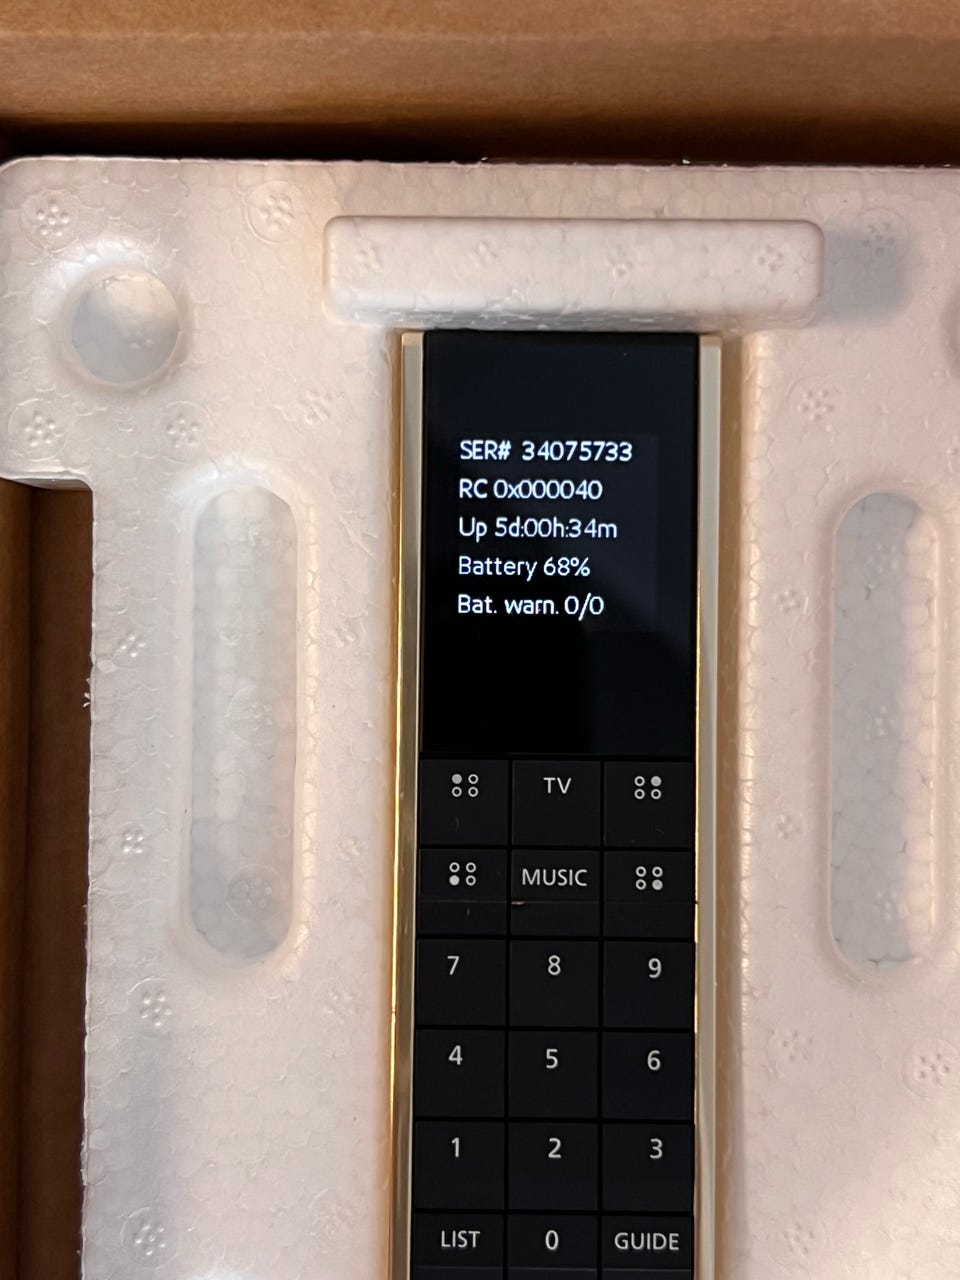 SER# 34075733
RC 0x000040
Up 5d:00h:34m
Battery 68%
Bat. warn. 0/0
TV
MUSIC
7 8 9
4 5 6
1 2 3
LIST 0 GUIDE